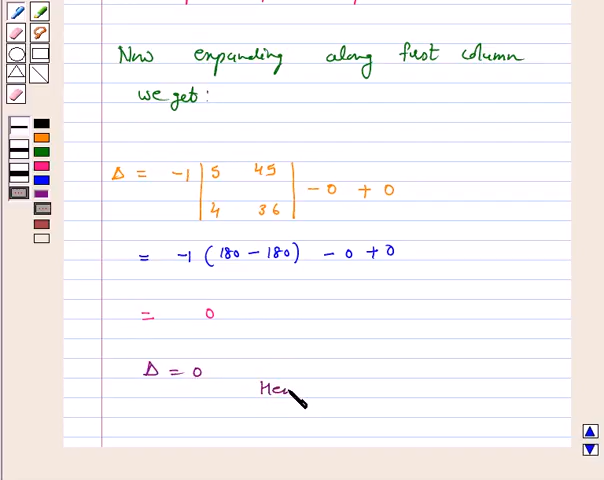 Now expanding along first column
we get:
Δ = -1 | 5 45 | - 0 + 0
4 36
= -1 (180 - 180) - 0 + 0
= 0
Δ = 0
Hen